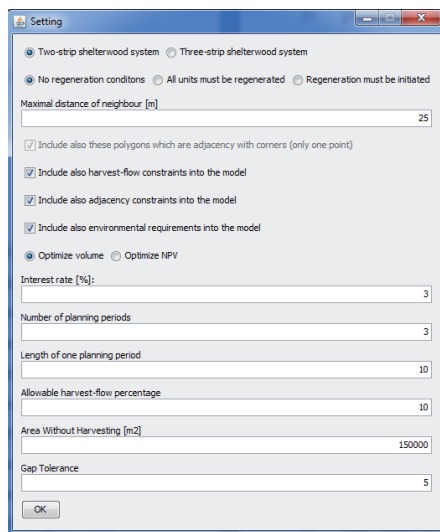 Setting
Two-strip shelterwood system Three-strip shelterwood system
No regeneration conditons All units must be regenerated Regeneration must be initiated
Maximal distance of neighbour [m]
25
Include also these polygons which are adjacency with corners (only one point)
Include also harvest-flow constraints into the model
Include also adjacency constraints into the model
Include also environmental requirements into the model
Optimize volume Optimize NPV
Interest rate [%]:
3
Number of planning periods
3
Length of one planning period
10
Allowable harvest-flow percentage
10
Area Without Harvesting [m2]
150000
Gap Tolerance
5
OK